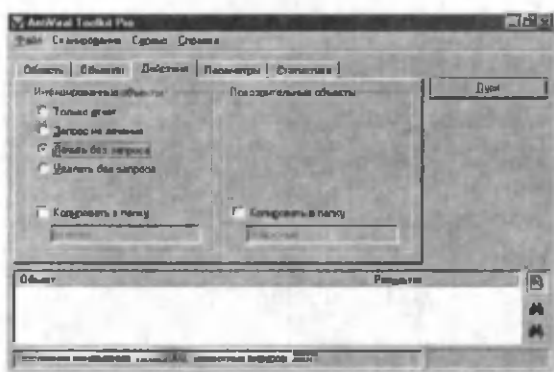 AntiViral Toolkit Pro
Файл Сканирование Сервис Справка
Область Объекты Действия Параметры Статистика
Пуск
Инфицированные объекты
Подозрительные объекты
Только отчет
Запрос на лечение
Лечить без запроса
Удалять без запроса
Копировать в папку
Копировать в папку
Объект
Результат